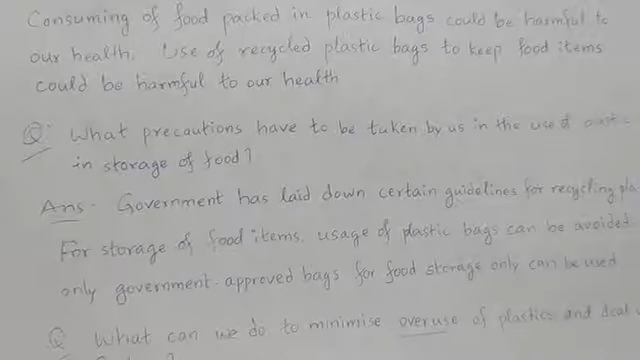 Consuming of food packed in plastic bags could be harmful to
our health. Use of recycled plastic bags to keep food items
could be harmful to our health
Q: What precautions have to be taken by us in the use of
in storage of food?
Ans. Government has laid down certain guidelines for recycling pla
For storage of food items, usage of plastic bags can be avoided
only government-approved bags for food storage only can be used
Q What can we do to minimise overuse of plastics and deal